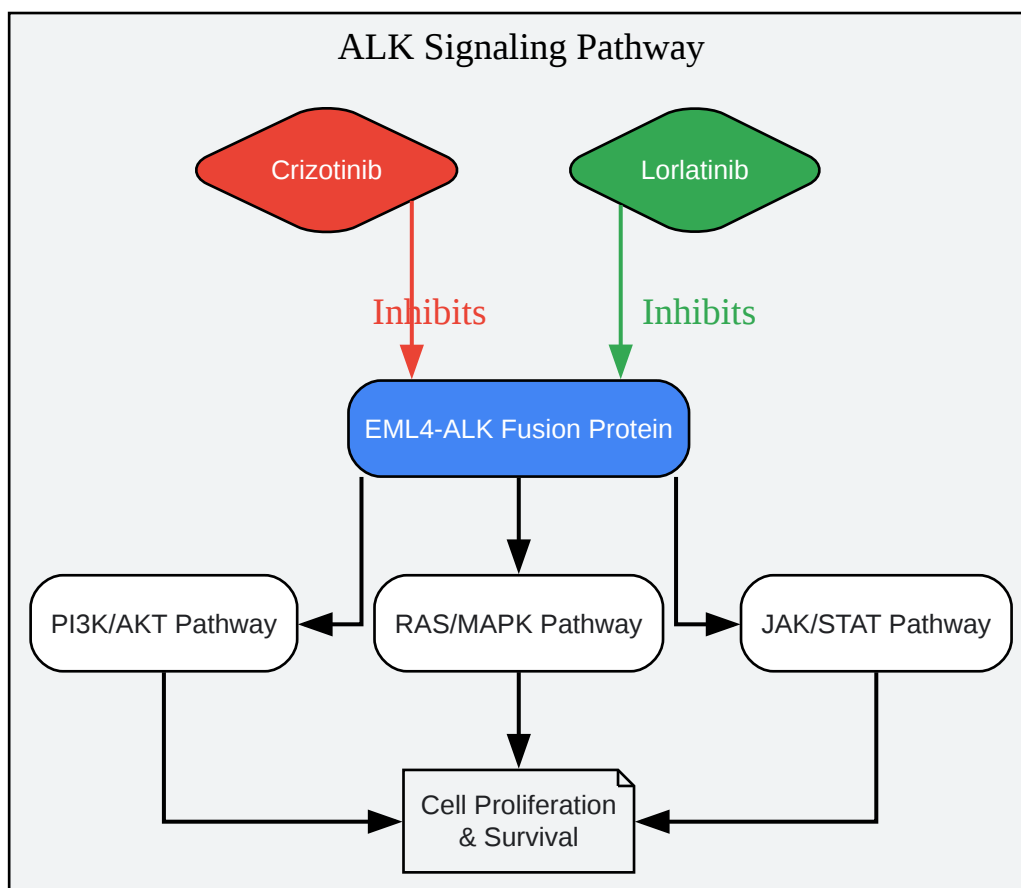 ALK Signaling Pathway
Crizotinib
Lorlatinib
Inhibits
Inhibits
EML4-ALK Fusion Protein
PI3K/AKT Pathway
RAS/MAPK Pathway
JAK/STAT Pathway
Cell Proliferation
& Survival